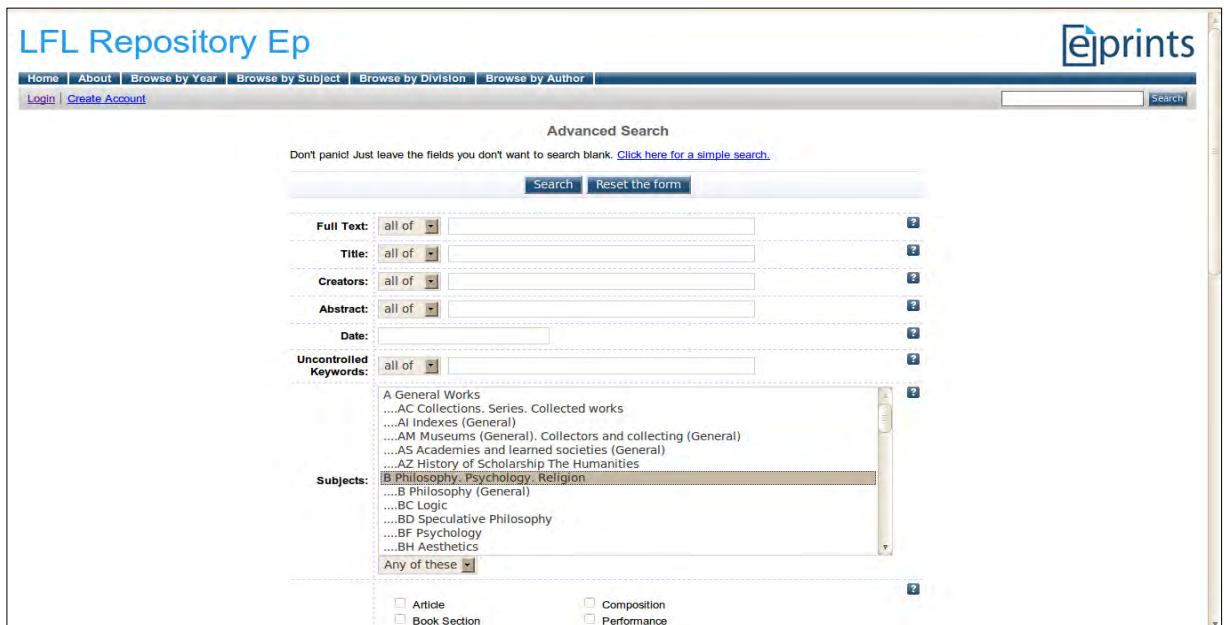 LFL Repository Ep
eprints
Home About Browse by Year Browse by Subject Browse by Division Browse by Author
Login Create Account Search
Advanced Search
Don't panic! Just leave the fields you don't want to search blank. Click here for a simple search.
Search Reset the form
Full Text: all of ?
Title: all of ?
Creators: all of ?
Abstract: all of ?
Date: ?
Uncontrolled
Keywords: all of ?
Subjects:
A General Works
....AC Collections. Series. Collected works
....AI Indexes (General)
....AM Museums (General). Collectors and collecting (General)
....AS Academies and learned societies (General)
....AZ History of Scholarship The Humanities
B Philosophy. Psychology. Religion
....B Philosophy (General)
....BC Logic
....BD Speculative Philosophy
....BF Psychology
....BH Aesthetics
?
Any of these
?
Article Composition
Book Section Performance